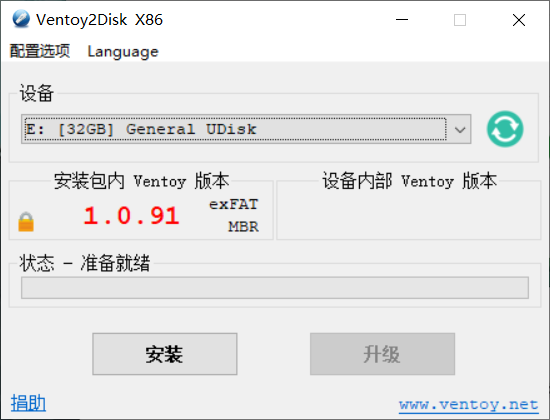 Ventoy2Disk X86
配置选项 Language
设备
E: [32GB] General UDisk
安装包内 Ventoy 版本
设备内部 Ventoy 版本
1.0.91
exFAT
MBR
状态 - 准备就绪
安装
升级
捐助
www.ventoy.net